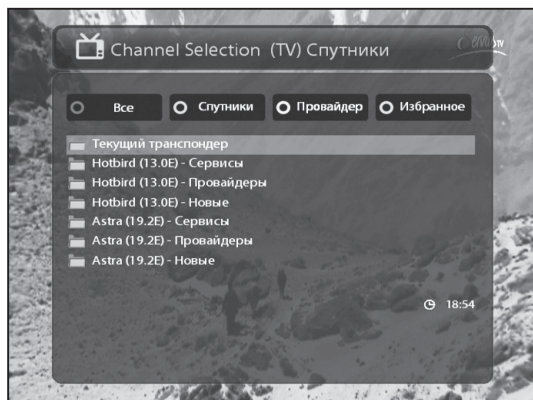 Channel Selection (TV) Спутники
Все Спутники Провайдер Избранное
Текущий транспондер
Hotbird (13.0E) - Сервисы
Hotbird (13.0E) - Провайдеры
Hotbird (13.0E) - Новые
Astra (19.2E) - Сервисы
Astra (19.2E) - Провайдеры
Astra (19.2E) - Новые
18:54